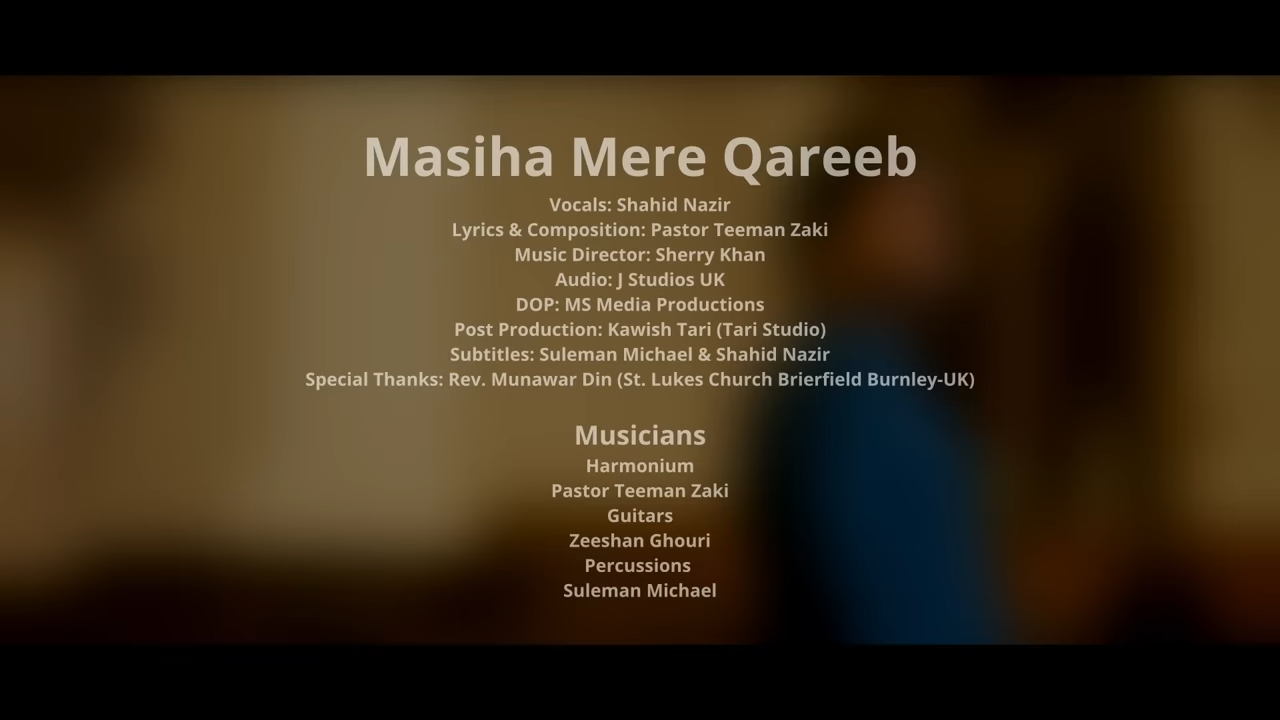 Masiha Mere Qareeb
Vocals: Shahid Nazir
Lyrics & Composition: Pastor Teeman Zaki
Music Director: Sherry Khan
Audio: J Studios UK
DOP: MS Media Productions
Post Production: Kawish Tari (Tari Studio)
Subtitles: Suleman Michael & Shahid Nazir
Special Thanks: Rev. Munawar Din (St. Lukes Church Brierfield Burnley-UK)
Musicians
Harmonium
Pastor Teeman Zaki
Guitars
Zeeshan Ghouri
Percussions
Suleman Michael